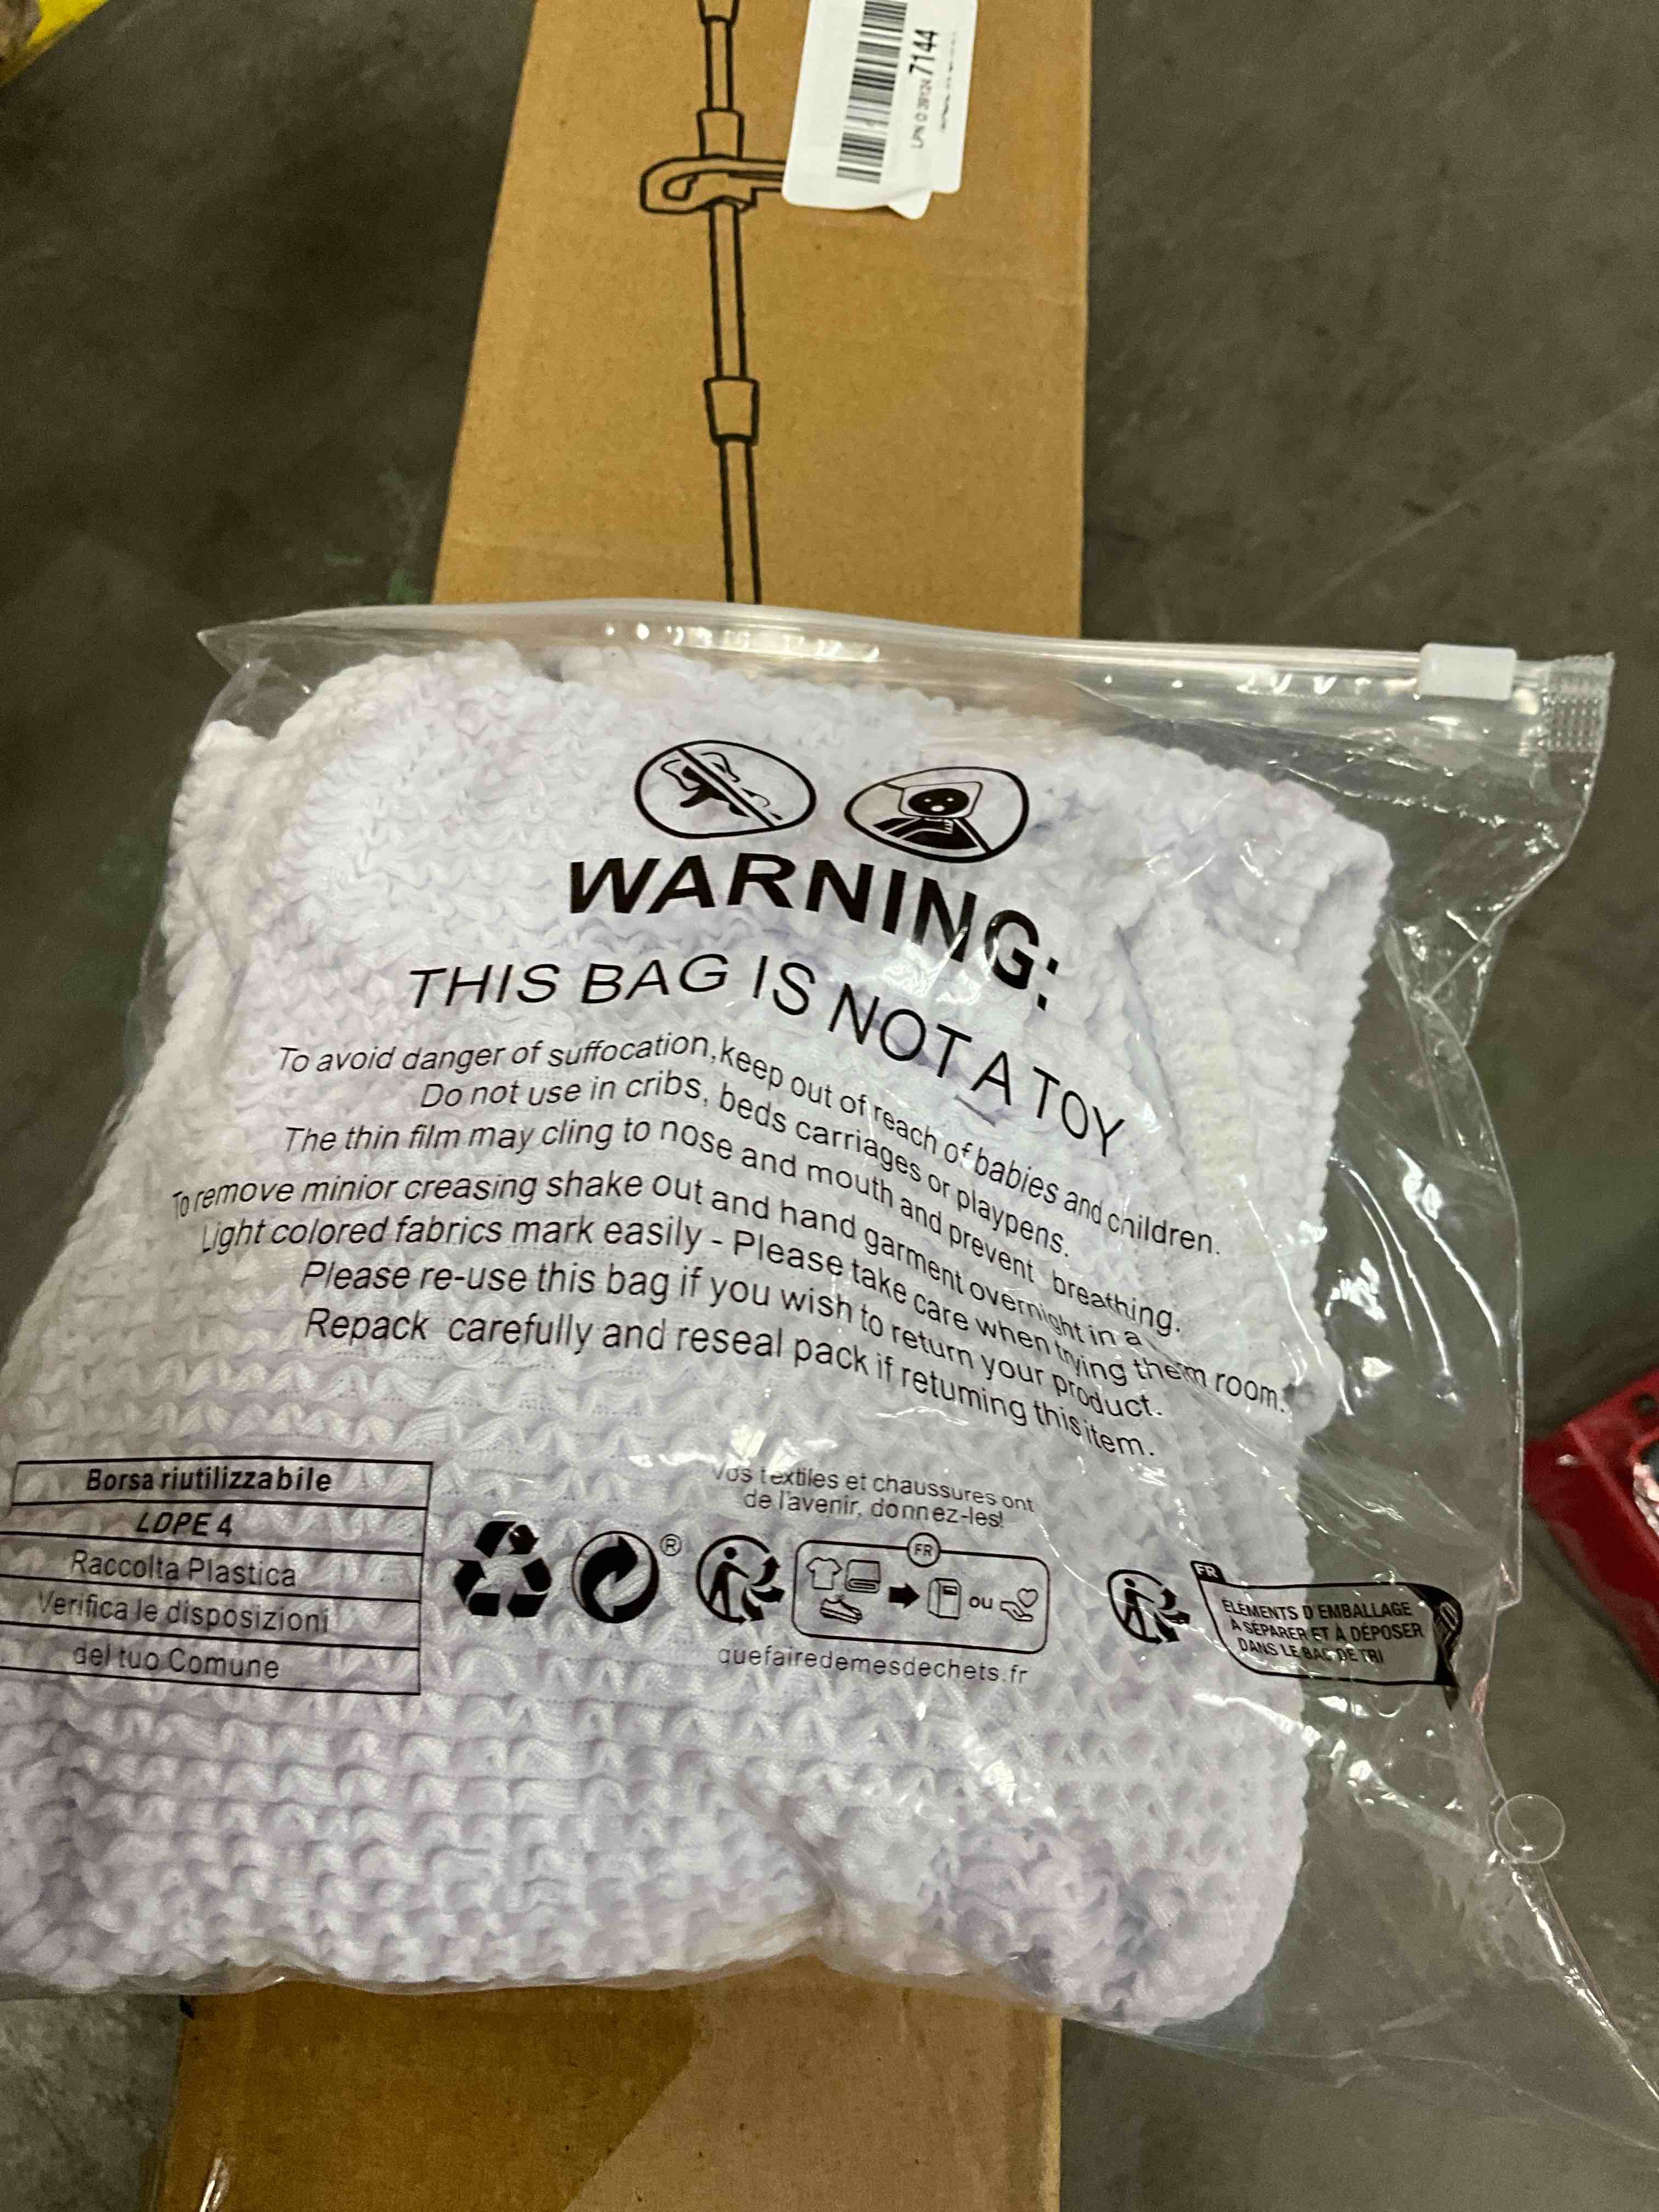 7144
WARNING:
THIS BAG IS NOT A TOY
To avoid danger of suffocation,keep out of reach of babies and children.
Do not use in cribs, beds carriages or playpens.
The thin film may cling to nose and mouth and prevent breathing.
To remove minior creasing shake out and hand garment overnight in a room.
Light colored fabrics mark easily - Please take care when trying them
Please re-use this bag if you wish to return your product.
Repack carefully and reseal pack if retuming this item.
Borsa riutilizzabile
LDPE 4
Raccolta Plastica
Verifica le disposizioni
del tuo Comune
Vos textiles et chaussures ont
de l'avenir, donnez-les!
®
FR
ou
quefairedemesdechets.fr
FR
ÉLÉMENTS D'EMBALLAGE
A SÉPARER ET À DÉPOSER
DANS LE BAC DE TRI